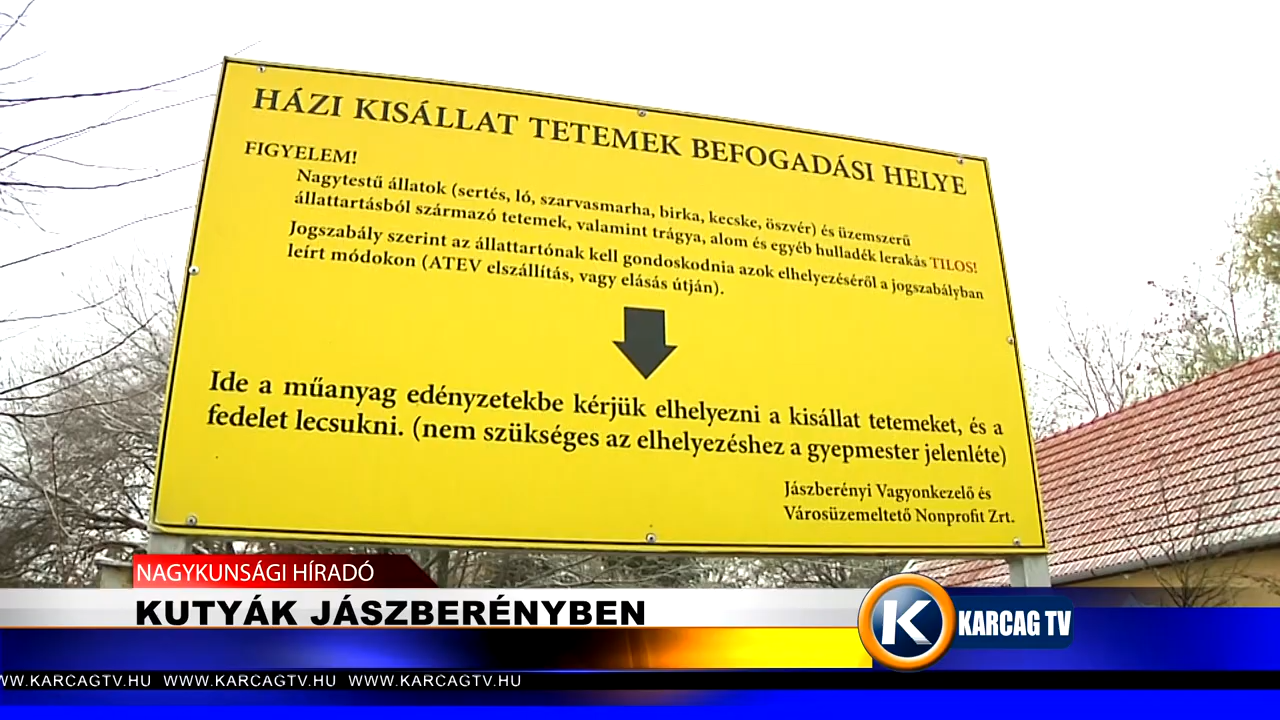 HÁZI KISÁLLAT TETEMEK BEFOGADÁSI HELYE
FIGYELEM!
Nagytestű állatok (sertés, ló, szarvasmarha, birka, kecske, öszvér) és üzemszerű
állattartásból származó tetemek, valamint trágya, alom és egyéb hulladék lerakás TILOS!
Jogszabály szerint az állattartónak kell gondoskodnia azok elhelyezéséről a jogszabályban
leírt módokon (ATEV elszállítás, vagy elásás útján).
Ide a műanyag edényzetekbe kérjük elhelyezni a kisállat tetemeket, és a
fedelet lecsukni. (nem szükséges az elhelyezéshez a gyepmester jelenléte)
Jászberényi Vagyonkezelő és
Városüzemeltető Nonprofit Zrt.
NAGYKUNSÁGI HÍRADÓ
KUTYÁK JÁSZBERÉNYBEN
K KARCAG TV
WWW.KARCAGTV.HU WWW.KARCAGTV.HU WWW.KARCAGTV.HU